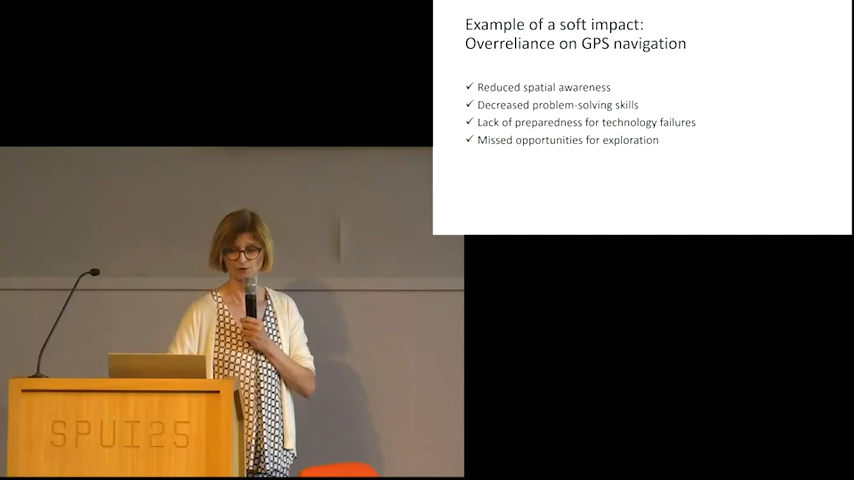 Example of a soft impact:
Overreliance on GPS navigation
✓ Reduced spatial awareness
✓ Decreased problem-solving skills
✓ Lack of preparedness for technology failures
✓ Missed opportunities for exploration
SPUI25